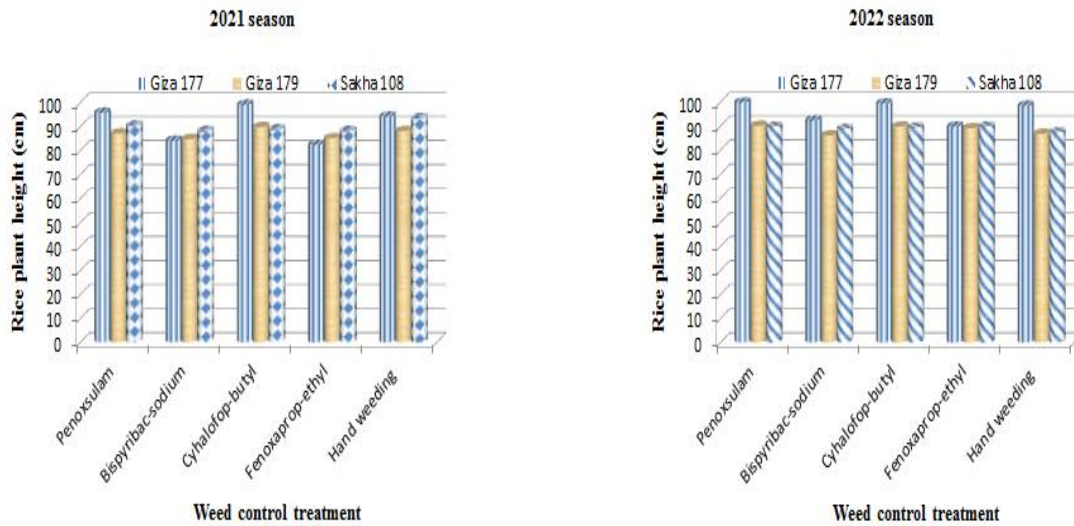 2021 season
Giza 177 Giza 179 Sakha 108
Rice plant height (cm)
100
90
80
70
60
50
40
30
20
10
0
Penoxsulam
Bispyribac-sodium
Cyhalofop-butyl
Fenoxaprop-ethyl
Hand weeding
Weed control treatment
2022 season
Giza 177 Giza 179 Sakha 108
Rice plant height (cm)
100
90
80
70
60
50
40
30
20
10
0
Penoxsulam
Bispyribac-sodium
Cyhalofop-butyl
Fenoxaprop-ethyl
Hand weeding
Weed control treatment